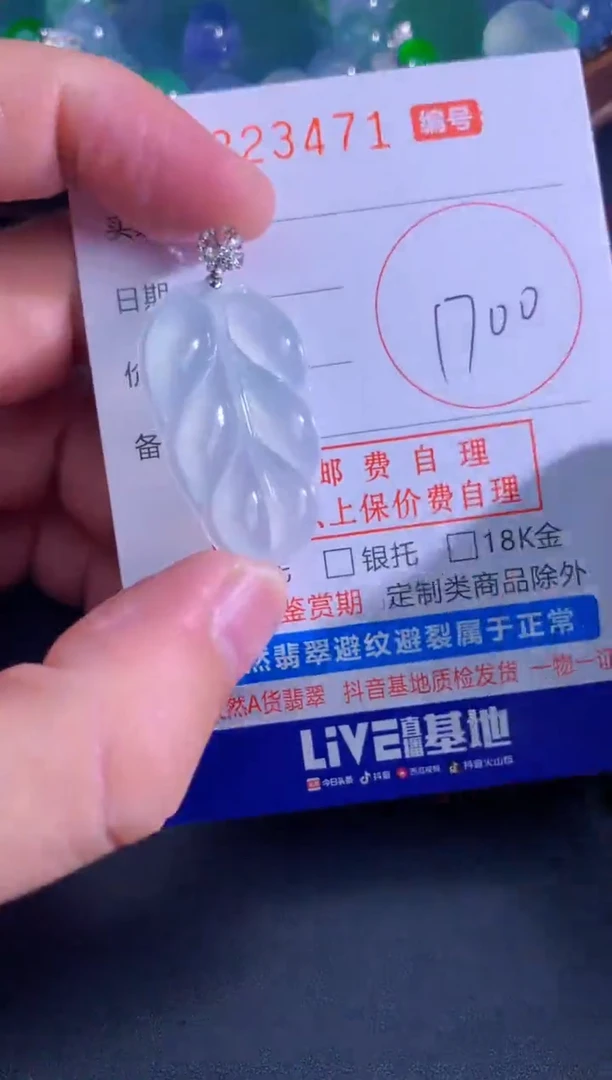 223471 编号
日期
1700
备
邮费自理
上保价费自理
银托 18K金
鉴赏期 定制类商品除外
然翡翠避纹避裂属于正常
然A货翡翠 抖音基地质检发货 一物一证
LiVE直播基地
今日头条 抖音 西瓜视频 抖音火山版